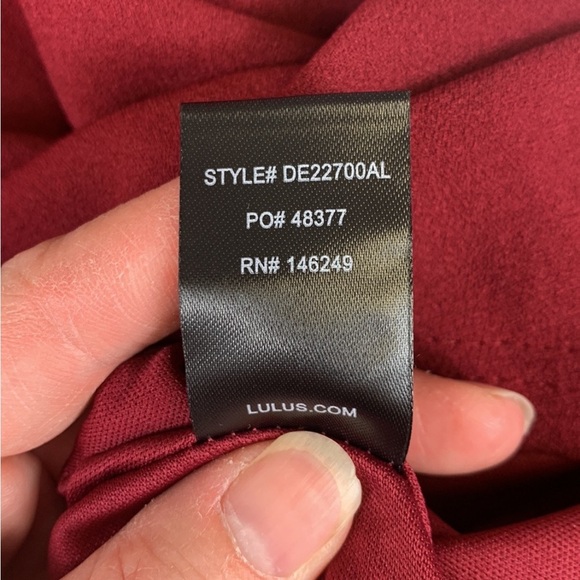 STYLE# DE22700AL
PO# 48377
RN# 146249
LULUS.COM